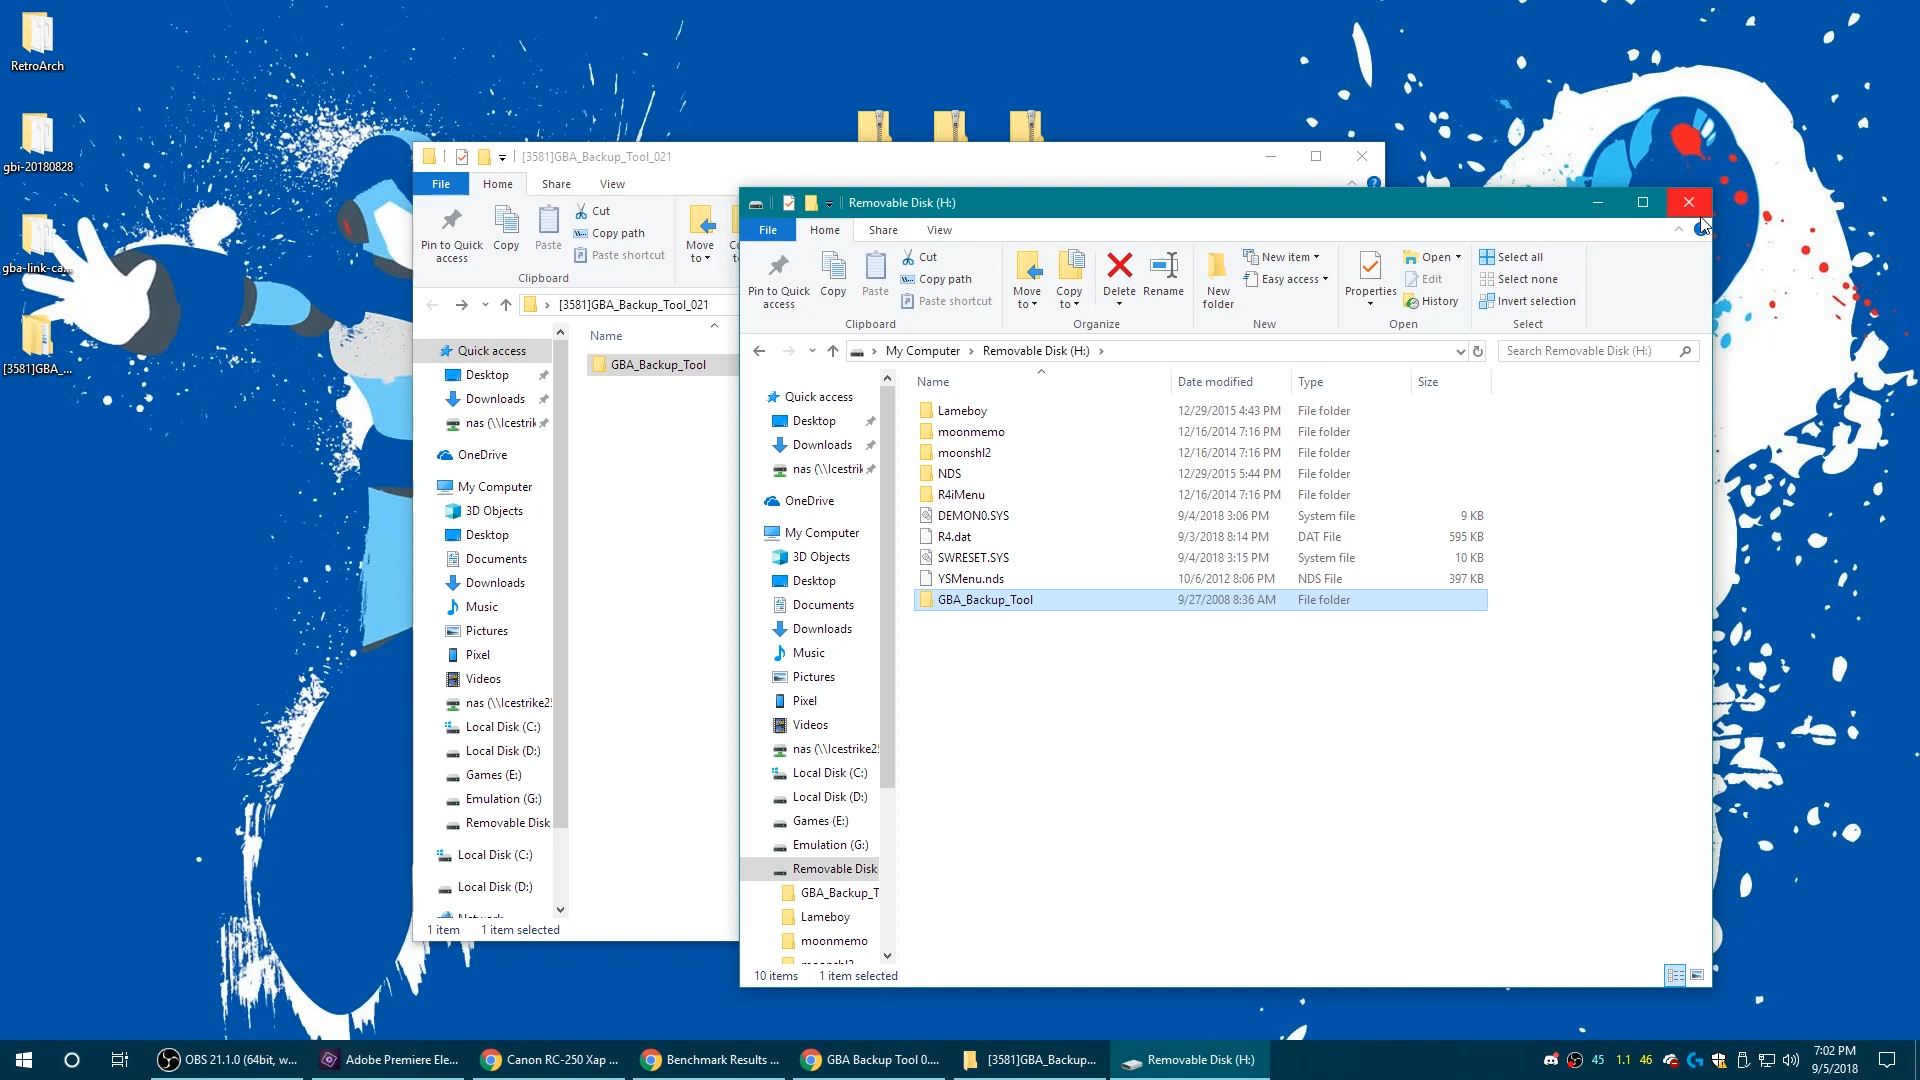 RetroArch
gbi-20180828
gba-link-ca...
[3581]GBA_...
[3581]GBA_Backup_Tool_021
File
Home
Share
View
Pin to Quick access
Copy
Paste
Cut
Copy path
Paste shortcut
Move to
Clipboard
[3581]GBA_Backup_Tool_021
Quick access
Desktop
Downloads
nas (\\Icestrik
OneDrive
My Computer
3D Objects
Desktop
Documents
Downloads
Music
Pictures
Pixel
Videos
nas (\\Icestrike2
Local Disk (C:)
Local Disk (D:)
Games (E:)
Emulation (G:)
Removable Disk
Local Disk (C:)
Local Disk (D:)
Name
GBA_Backup_Tool
1 item
1 item selected
Removable Disk (H:)
File
Home
Share
View
Pin to Quick access
Copy
Paste
Cut
Copy path
Paste shortcut
Clipboard
Move to
Copy to
Delete
Rename
Organize
New folder
New item
Easy access
New
Properties
Open
Edit
History
Open
Select all
Select none
Invert selection
Select
My Computer
Removable Disk (H:)
Search Removable Disk (H:)
Quick access
Desktop
Downloads
nas (\\Icestrik
OneDrive
My Computer
3D Objects
Desktop
Documents
Downloads
Music
Pictures
Pixel
Videos
nas (\\Icestrike2
Local Disk (C:)
Local Disk (D:)
Games (E:)
Emulation (G:)
Removable Disk
GBA_Backup_T
Lameboy
moonmemo
Name Date modified Type Size
Lameboy 12/29/2015 4:43 PM File folder
moonmemo 12/16/2014 7:16 PM File folder
moonshl2 12/16/2014 7:16 PM File folder
NDS 12/29/2015 5:44 PM File folder
R4iMenu 12/16/2014 7:16 PM File folder
DEMON0.SYS 9/4/2018 3:06 PM System file 9 KB
R4.dat 9/3/2018 8:14 PM DAT File 595 KB
SWRESET.SYS 9/4/2018 3:15 PM System file 10 KB
YSMenu.nds 10/6/2012 8:06 PM NDS File 397 KB
GBA_Backup_Tool 9/27/2008 8:36 AM File folder
10 items
1 item selected
OBS 21.1.0 (64bit, w...
Adobe Premiere Ele...
Canon RC-250 Xap ...
Benchmark Results ...
GBA Backup Tool 0....
[3581]GBA_Backup...
Removable Disk (H:)
45
1.1
46
7:02 PM
9/5/2018